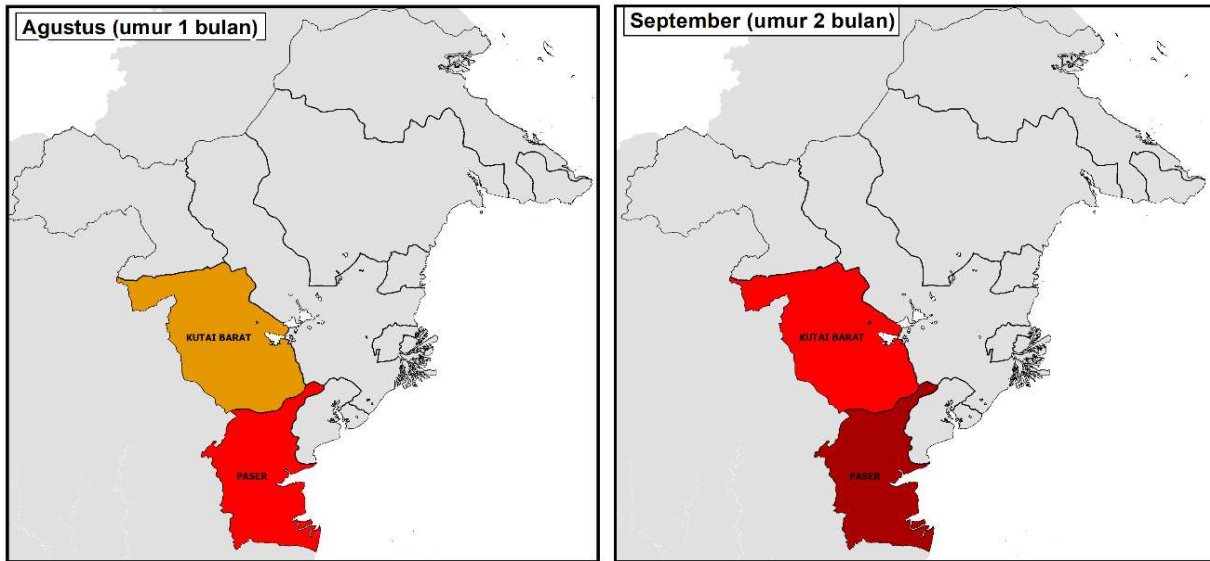 Agustus (umur 1 bulan)
KUTAI BARAT
PASER
September (umur 2 bulan)
KUTAI BARAT
PASER